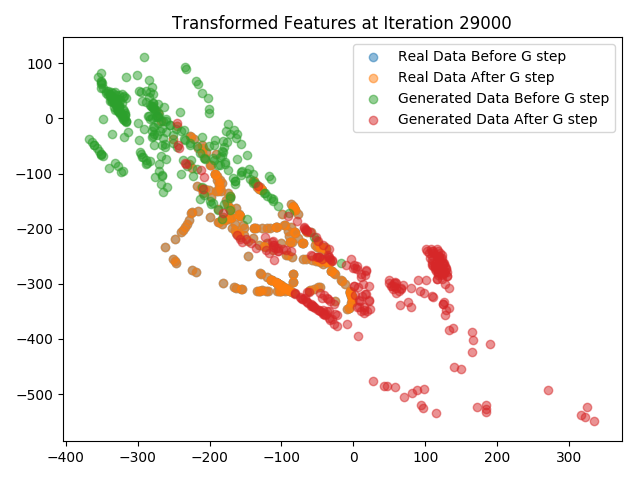 Transformed Features at Iteration 29000
Real Data Before G step
Real Data After G step
Generated Data Before G step
Generated Data After G step
100
0
−100
−200
−300
−400
−500
−400 −300 −200 −100 0 100 200 300